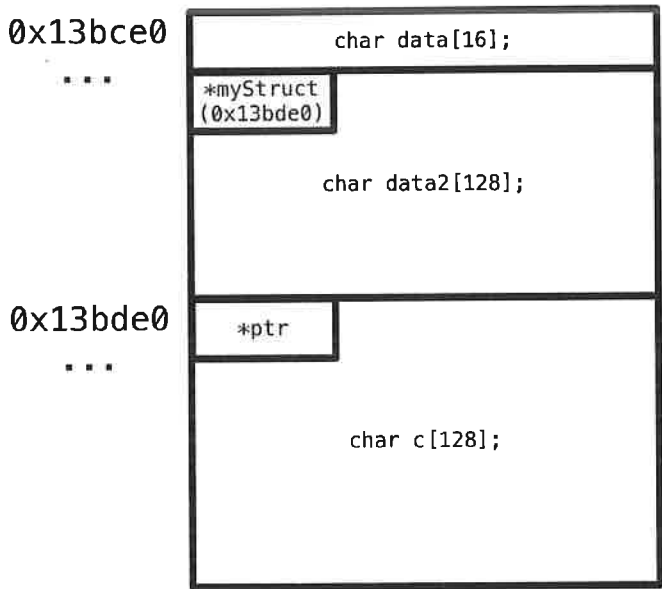 0x13bce0
char data[16];
...
*myStruct
(0x13bde0)
char data2[128];
0x13bde0
*ptr
...
char c[128];